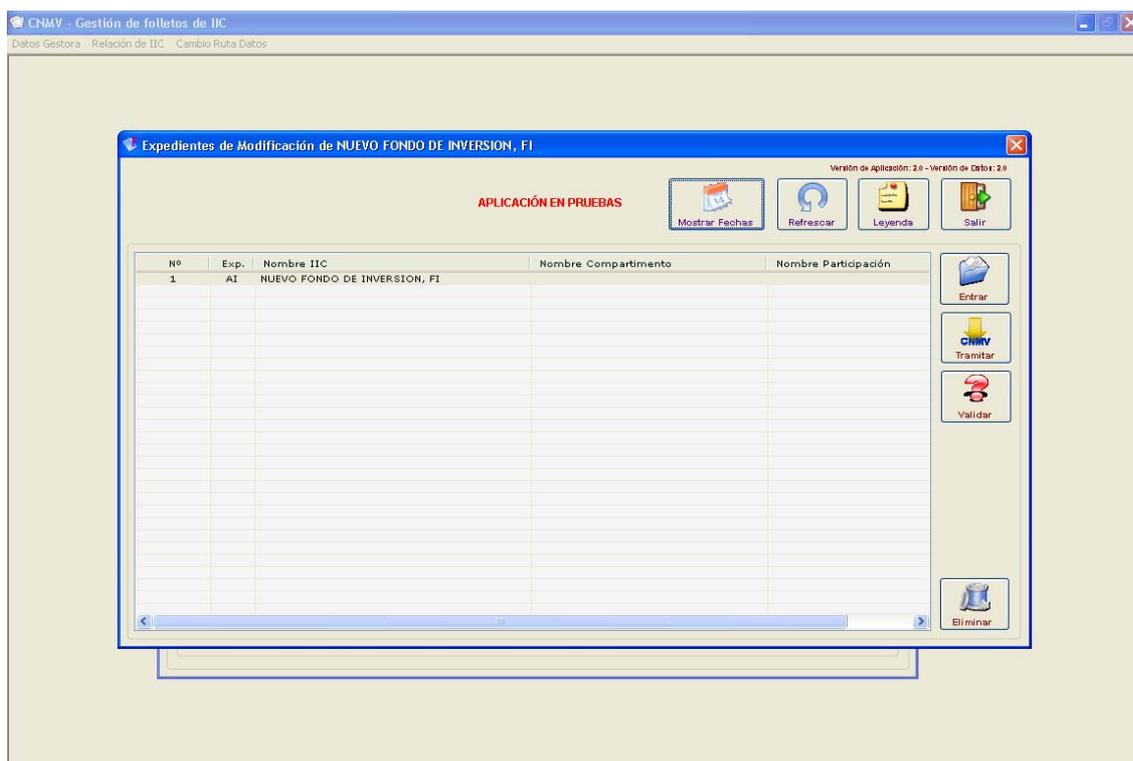 CNMV - Gestión de folletos de IIC
Datos Gestora Relación de IIC Cambio Ruta Datos
Expedientes de Modificación de NUEVO FONDO DE INVERSION, FI
Versión de Aplicación: 2.0 - Versión de Datos: 2.0
APLICACIÓN EN PRUEBAS
Mostrar Fechas Refrescar Leyenda Salir
Nº Exp. Nombre IIC Nombre Compartimento Nombre Participación
1 AI NUEVO FONDO DE INVERSION, FI
Entrar
CNMV
Tramitar
Validar
Eliminar